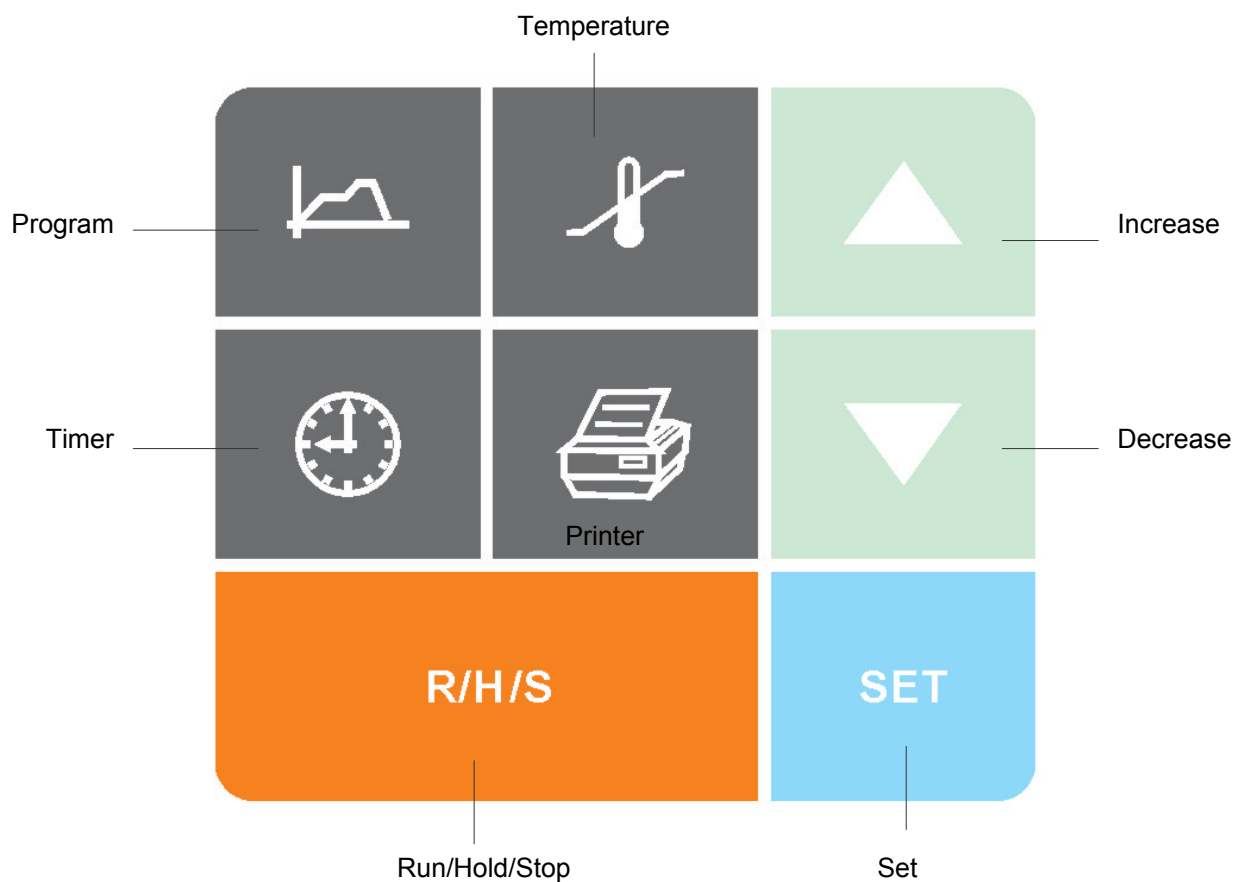 Temperature
Program
Increase
Timer
Decrease
Printer
R/H/S
SET
Run/Hold/Stop
Set